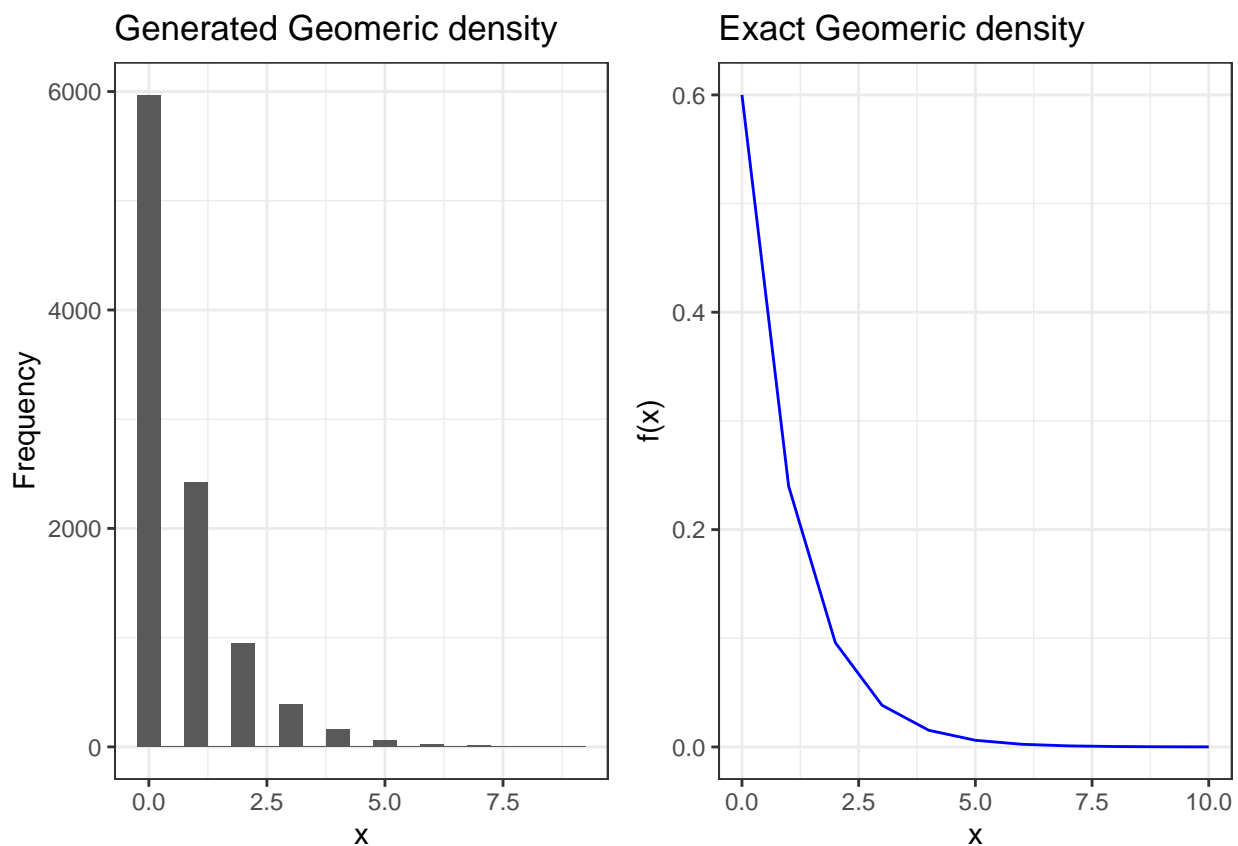 Generated Geomeric density
Frequency
6000
4000
2000
0
0.0 2.5 5.0 7.5
x
Exact Geomeric density
f(x)
0.6
0.4
0.2
0.0
0.0 2.5 5.0 7.5 10.0
x